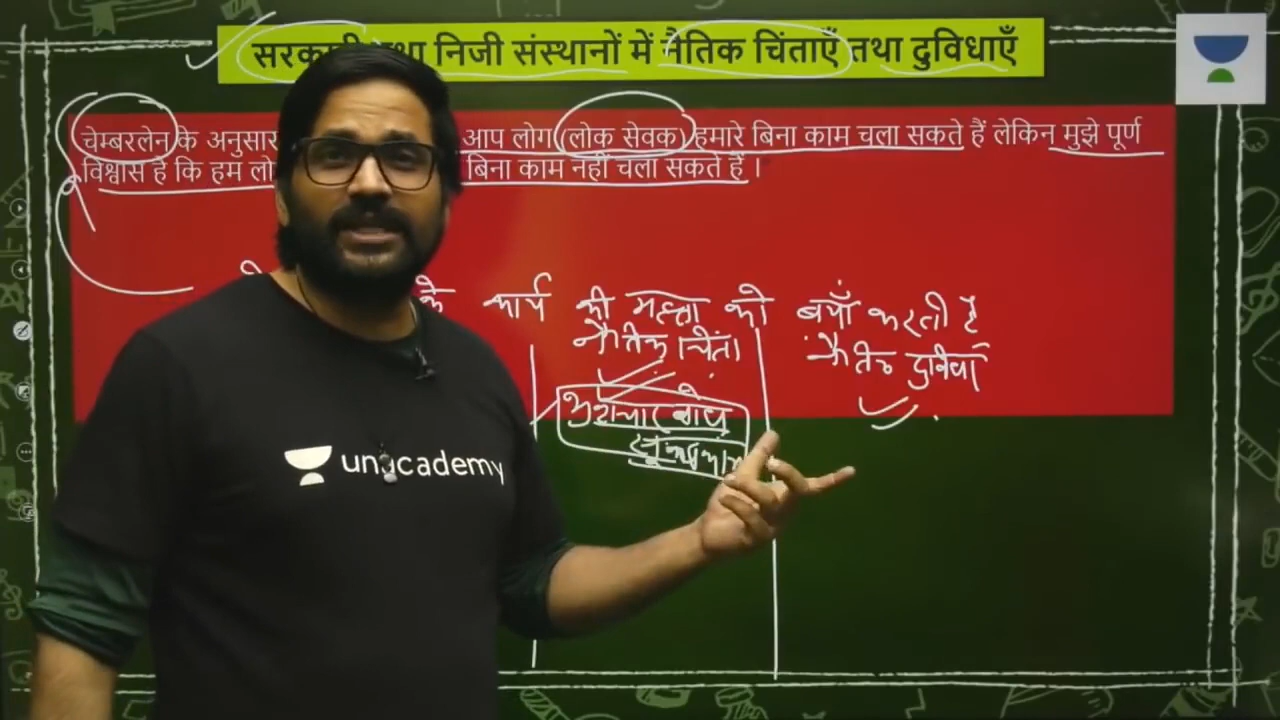 सरकारी तथा निजी संस्थानों में नैतिक चिंताएँ तथा दुविधाएँ
चेम्बरलेन के अनुसार आप लोग (लोक सेवक) हमारे बिना काम चला सकते हैं लेकिन मुझे पूर्ण
विश्वास है कि हम लो बिना काम नहीं चला सकते हैं ।
के कार्य की महत्ता को बयाँ करती है
नैतिक चिंता
नैतिक दुविधा
unacademy